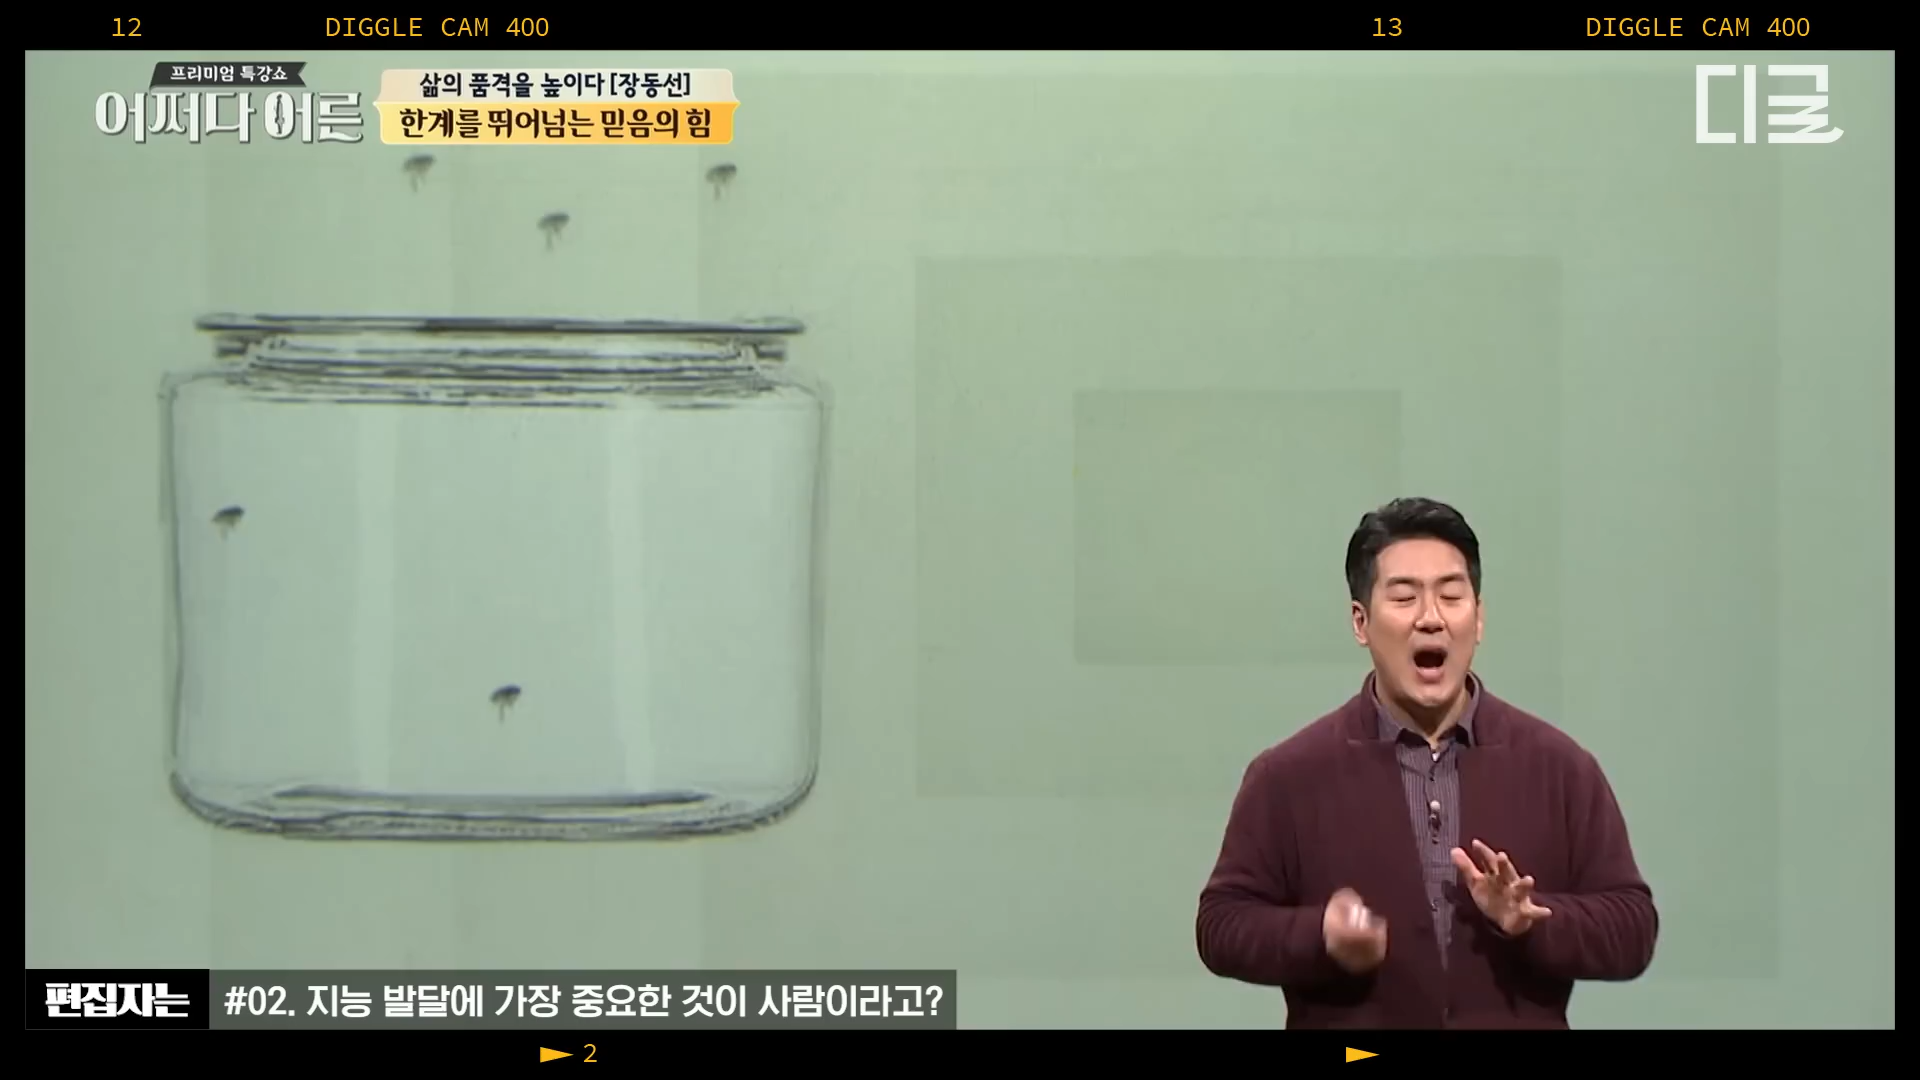 12 DIGGLE CAM 400 13 DIGGLE CAM 400
프리미엄 특강쇼
어쩌다 어른
삶의 품격을 높이다 [장동선]
한계를 뛰어넘는 믿음의 힘
디글
편집자는 #02. 지능 발달에 가장 중요한 것이 사람이라고?
2